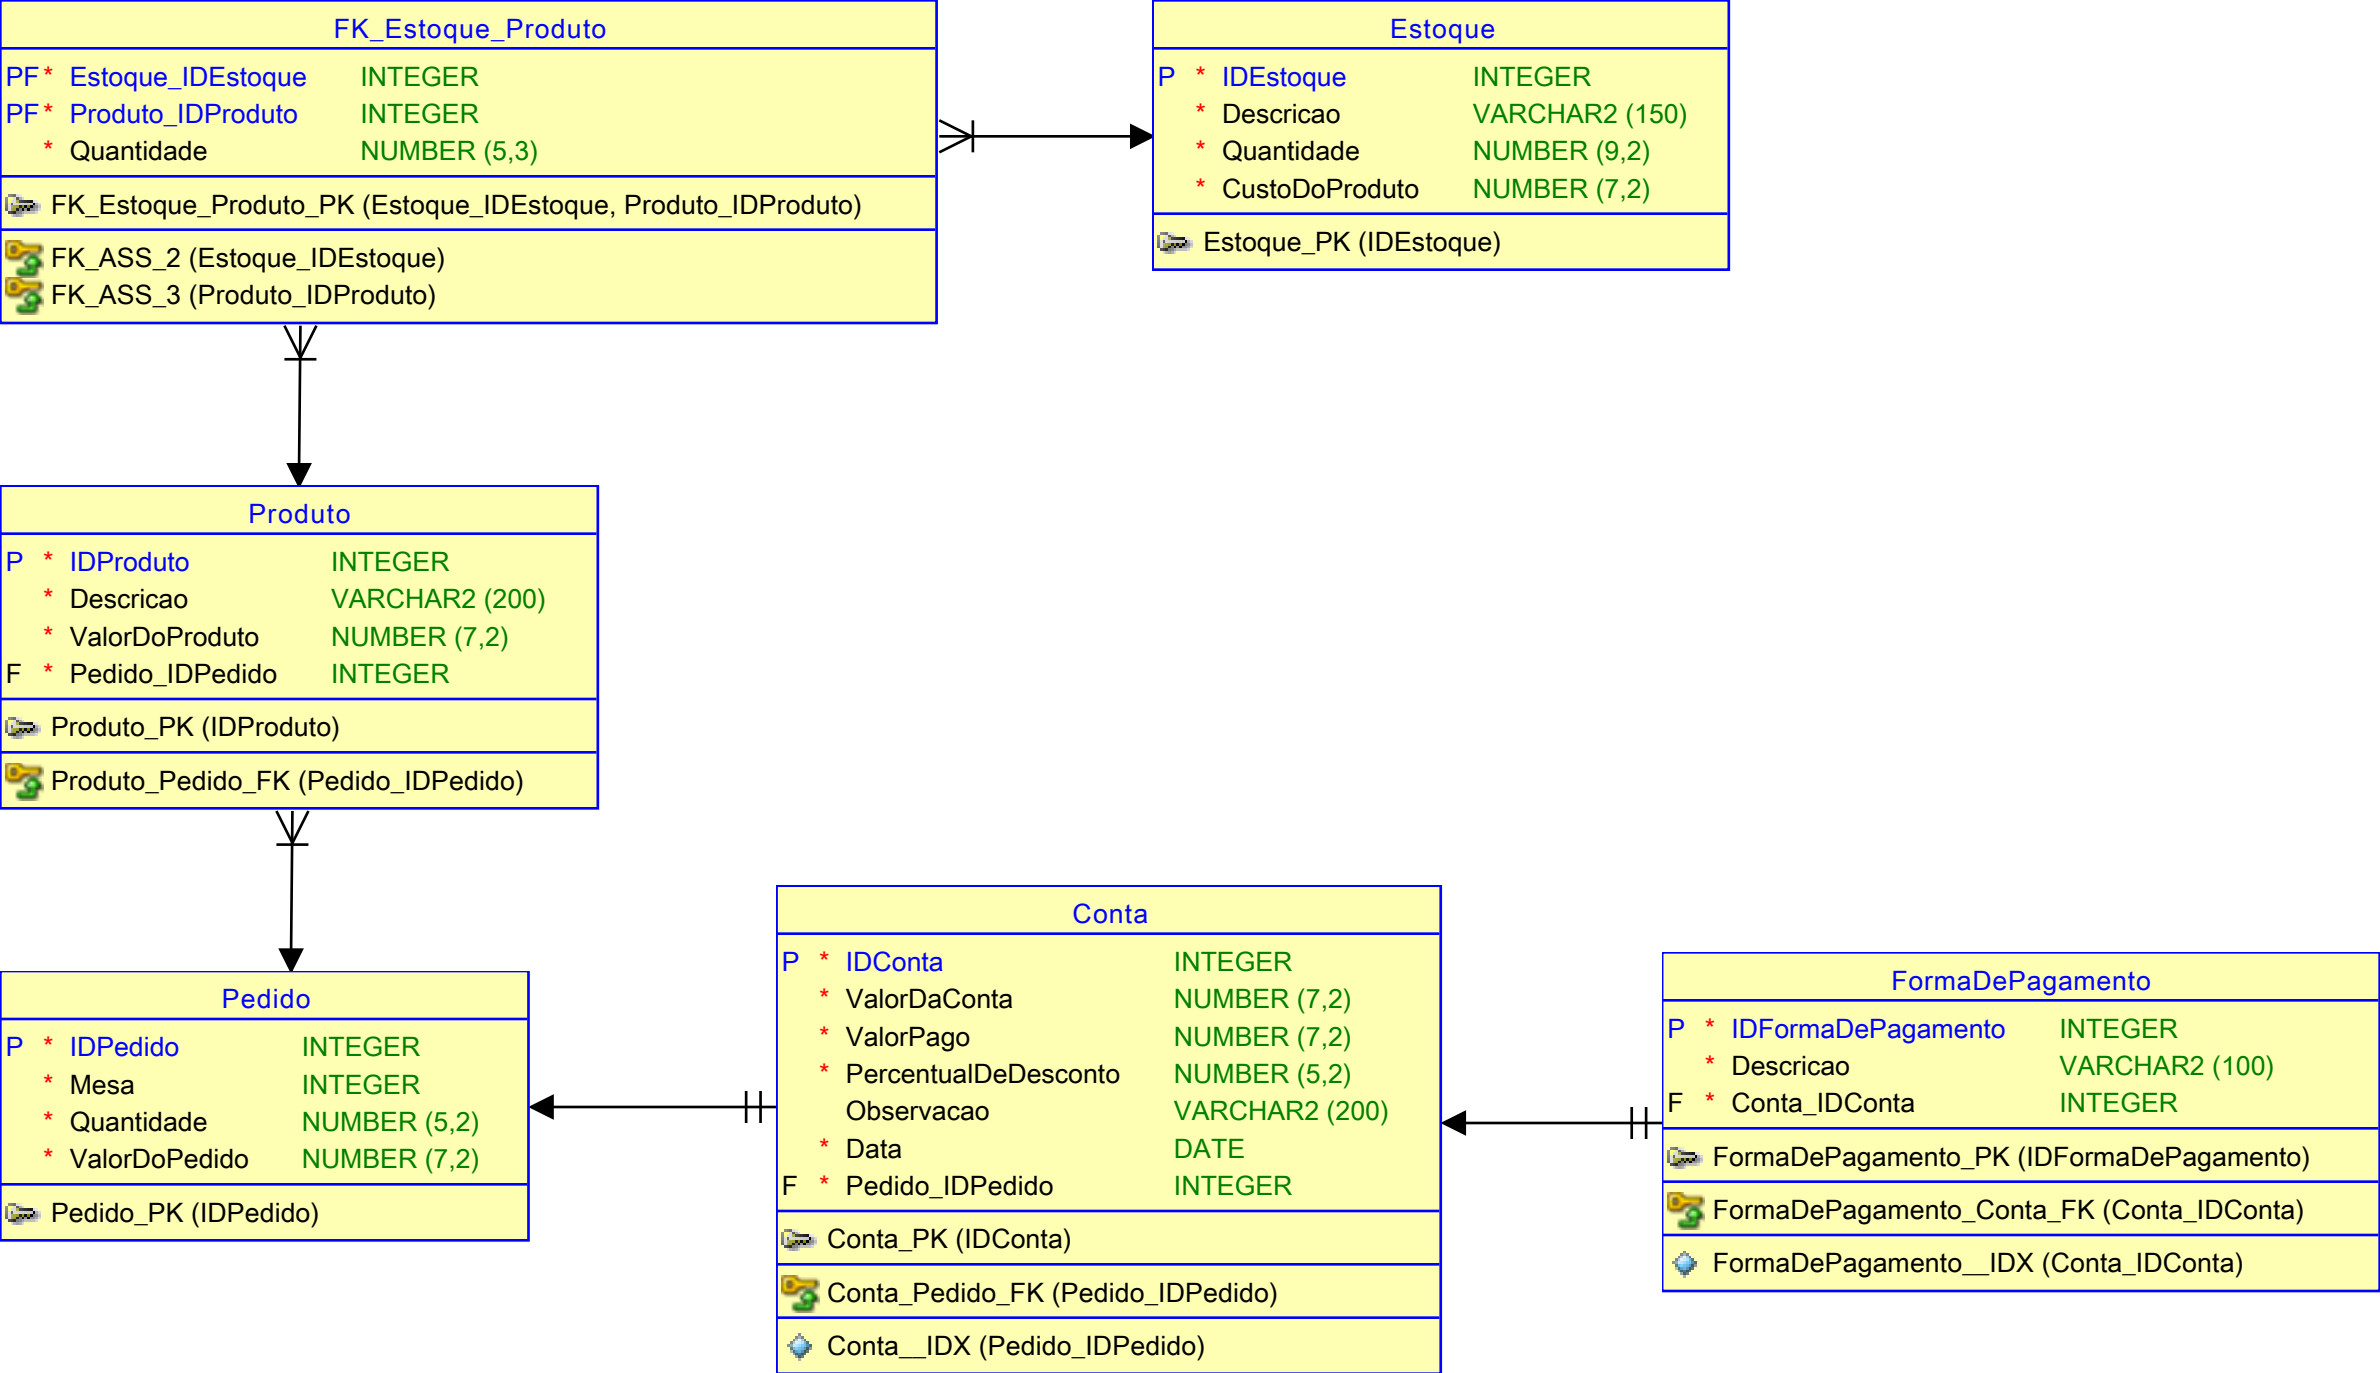 FK_Estoque_Produto
PF * Estoque_IDEstoque INTEGER
PF * Produto_IDProduto INTEGER
* Quantidade NUMBER (5,3)
FK_Estoque_Produto_PK (Estoque_IDEstoque, Produto_IDProduto)
FK_ASS_2 (Estoque_IDEstoque)
FK_ASS_3 (Produto_IDProduto)
Estoque
P * IDEstoque INTEGER
* Descricao VARCHAR2 (150)
* Quantidade NUMBER (9,2)
* CustoDoProduto NUMBER (7,2)
Estoque_PK (IDEstoque)
Produto
P * IDProduto INTEGER
* Descricao VARCHAR2 (200)
* ValorDoProduto NUMBER (7,2)
F * Pedido_IDPedido INTEGER
Produto_PK (IDProduto)
Produto_Pedido_FK (Pedido_IDPedido)
Pedido
P * IDPedido INTEGER
* Mesa INTEGER
* Quantidade NUMBER (5,2)
* ValorDoPedido NUMBER (7,2)
Pedido_PK (IDPedido)
Conta
P * IDConta INTEGER
* ValorDaConta NUMBER (7,2)
* ValorPago NUMBER (7,2)
* PercentualDeDesconto NUMBER (5,2)
Observacao VARCHAR2 (200)
* Data DATE
F * Pedido_IDPedido INTEGER
Conta_PK (IDConta)
Conta_Pedido_FK (Pedido_IDPedido)
Conta__IDX (Pedido_IDPedido)
FormaDePagamento
P * IDFormaDePagamento INTEGER
* Descricao VARCHAR2 (100)
F * Conta_IDConta INTEGER
FormaDePagamento_PK (IDFormaDePagamento)
FormaDePagamento_Conta_FK (Conta_IDConta)
FormaDePagamento__IDX (Conta_IDConta)